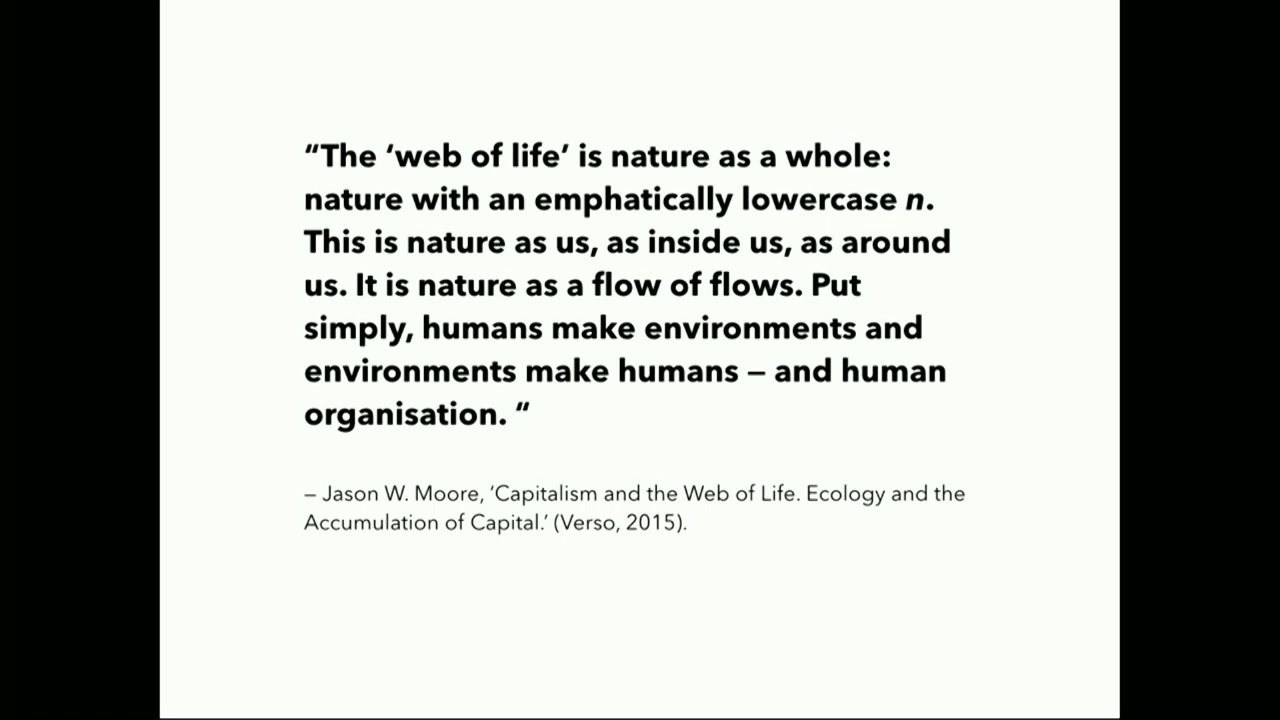 "The ‘web of life’ is nature as a whole:
nature with an emphatically lowercase n.
This is nature as us, as inside us, as around
us. It is nature as a flow of flows. Put
simply, humans make environments and
environments make humans – and human
organisation. "
– Jason W. Moore, ‘Capitalism and the Web of Life. Ecology and the
Accumulation of Capital.’ (Verso, 2015).